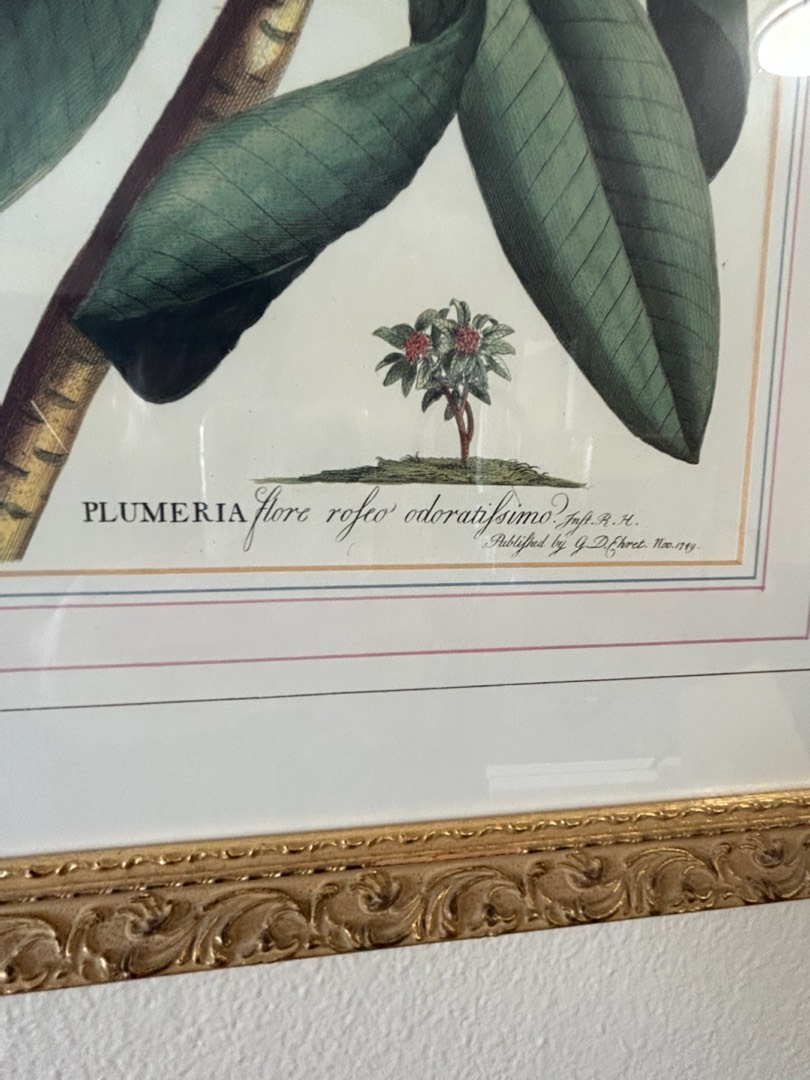 PLUMERIA flore roſeo odoratiſsimo. Inſt. R. H.
Publiſhed by G. D. Ehret. Nov. 1749.